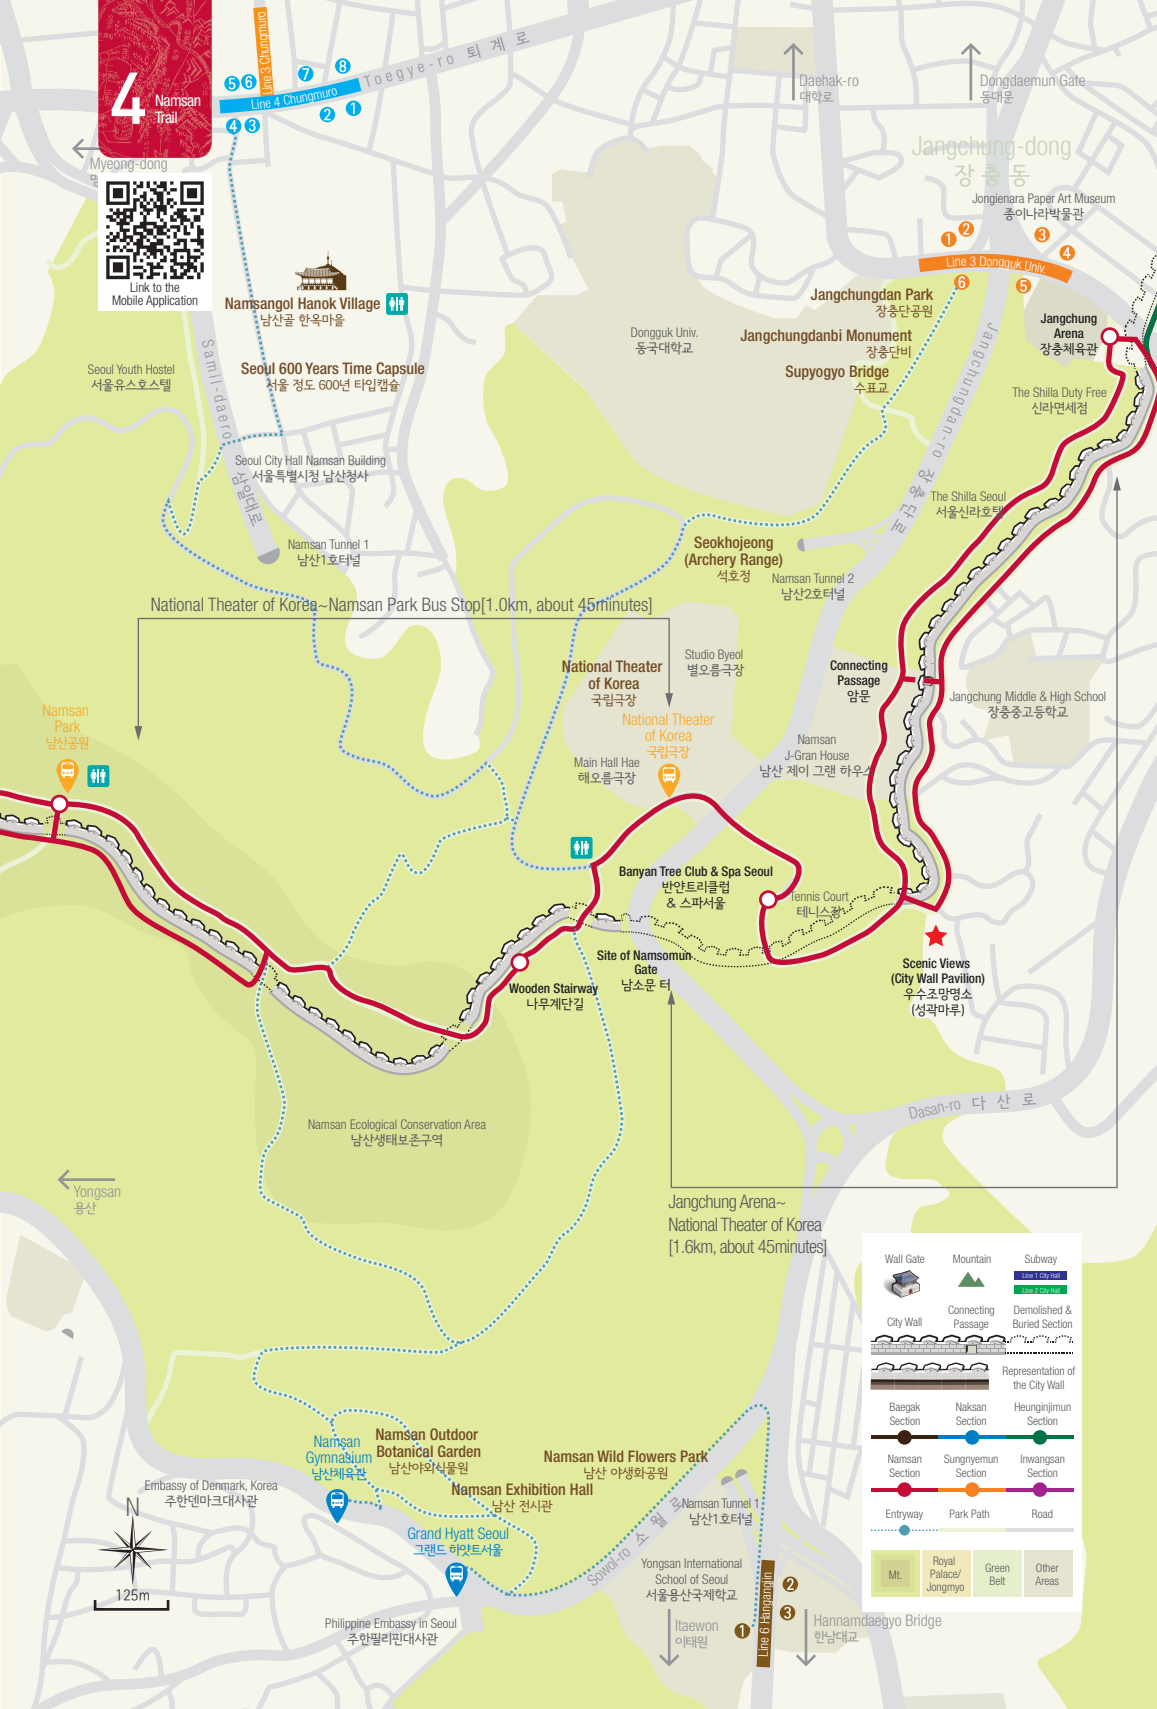 4
Namsan
Trail
Line 3 Chungmuro
Line 4 Chungmuro
5 6 7 8
4 3 2 1
Toegye-ro 퇴 계 로
Daehak-ro
대학로
Dongdaemun Gate
동대문
Myeong-dong
Link to the
Mobile Application
Jangchung-dong
장 충 동
Jongienara Paper Art Museum
종이나라박물관
1 2 3 4
Line 3 Dongguk Univ.
6 5
Namsangol Hanok Village
남산골 한옥마을
Jangchungdan Park
장충단공원
Jangchungdanbi Monument
장충단비
Supyogyo Bridge
수표교
Dongguk Univ.
동국대학교
Jangchung
Arena
장충체육관
Seoul Youth Hostel
서울유스호스텔
Samil-daero
삼일대로
Seoul 600 Years Time Capsule
서울 정도 600년 타임캡슐
The Shilla Duty Free
신라면세점
Jangchungdan-ro 장 충 단 로
Seoul City Hall Namsan Building
서울특별시청 남산청사
The Shilla Seoul
서울신라호텔
Namsan Tunnel 1
남산1호터널
Seokhojeong
(Archery Range)
석호정
Namsan Tunnel 2
남산2호터널
National Theater of Korea~Namsan Park Bus Stop[1.0km, about 45minutes]
National Theater
of Korea
국립극장
Studio Byeol
별오름극장
Connecting
Passage
암문
Jangchung Middle & High School
장충중고등학교
Namsan
Park
남산공원
National Theater
of Korea
국립극장
Main Hall Hae
해오름극장
Namsan
J-Gran House
남산 제이 그랜 하우스
Banyan Tree Club & Spa Seoul
반얀트리클럽
& 스파서울
Tennis Court
테니스장
Site of Namsomun
Gate
남소문 터
Wooden Stairway
나무계단길
Scenic Views
(City Wall Pavilion)
우수조망명소
(성곽마루)
Dasan-ro 다 산 로
Namsan Ecological Conservation Area
남산생태보존구역
Yongsan
용산
Jangchung Arena~
National Theater of Korea
[1.6km, about 45minutes]
Wall Gate
Mountain
Subway
Line 1 City Hall
Line 2 City Hall
City Wall
Connecting
Passage
Demolished &
Buried Section
Representation of
the City Wall
Baegak
Section
Naksan
Section
Heunginjimun
Section
Namsan
Section
Sungnyemun
Section
Inwangsan
Section
Entryway
Park Path
Road
Mt.
Royal
Palace/
Jongmyo
Green
Belt
Other
Areas
Namsan
Gymnasium
남산체육관
Namsan Outdoor
Botanical Garden
남산야외식물원
Namsan Wild Flowers Park
남산 야생화공원
Namsan Exhibition Hall
남산 전시관
Embassy of Denmark, Korea
주한덴마크대사관
Grand Hyatt Seoul
그랜드 하얏트서울
Namsan Tunnel 1
남산1호터널
Sowol-ro 소 월 로
Yongsan International
School of Seoul
서울용산국제학교
N
125m
Philippine Embassy in Seoul
주한필리핀대사관
Itaewon
이태원
1
Line 6 Hangangjin
2
3
Hannamdaegyo Bridge
한남대교